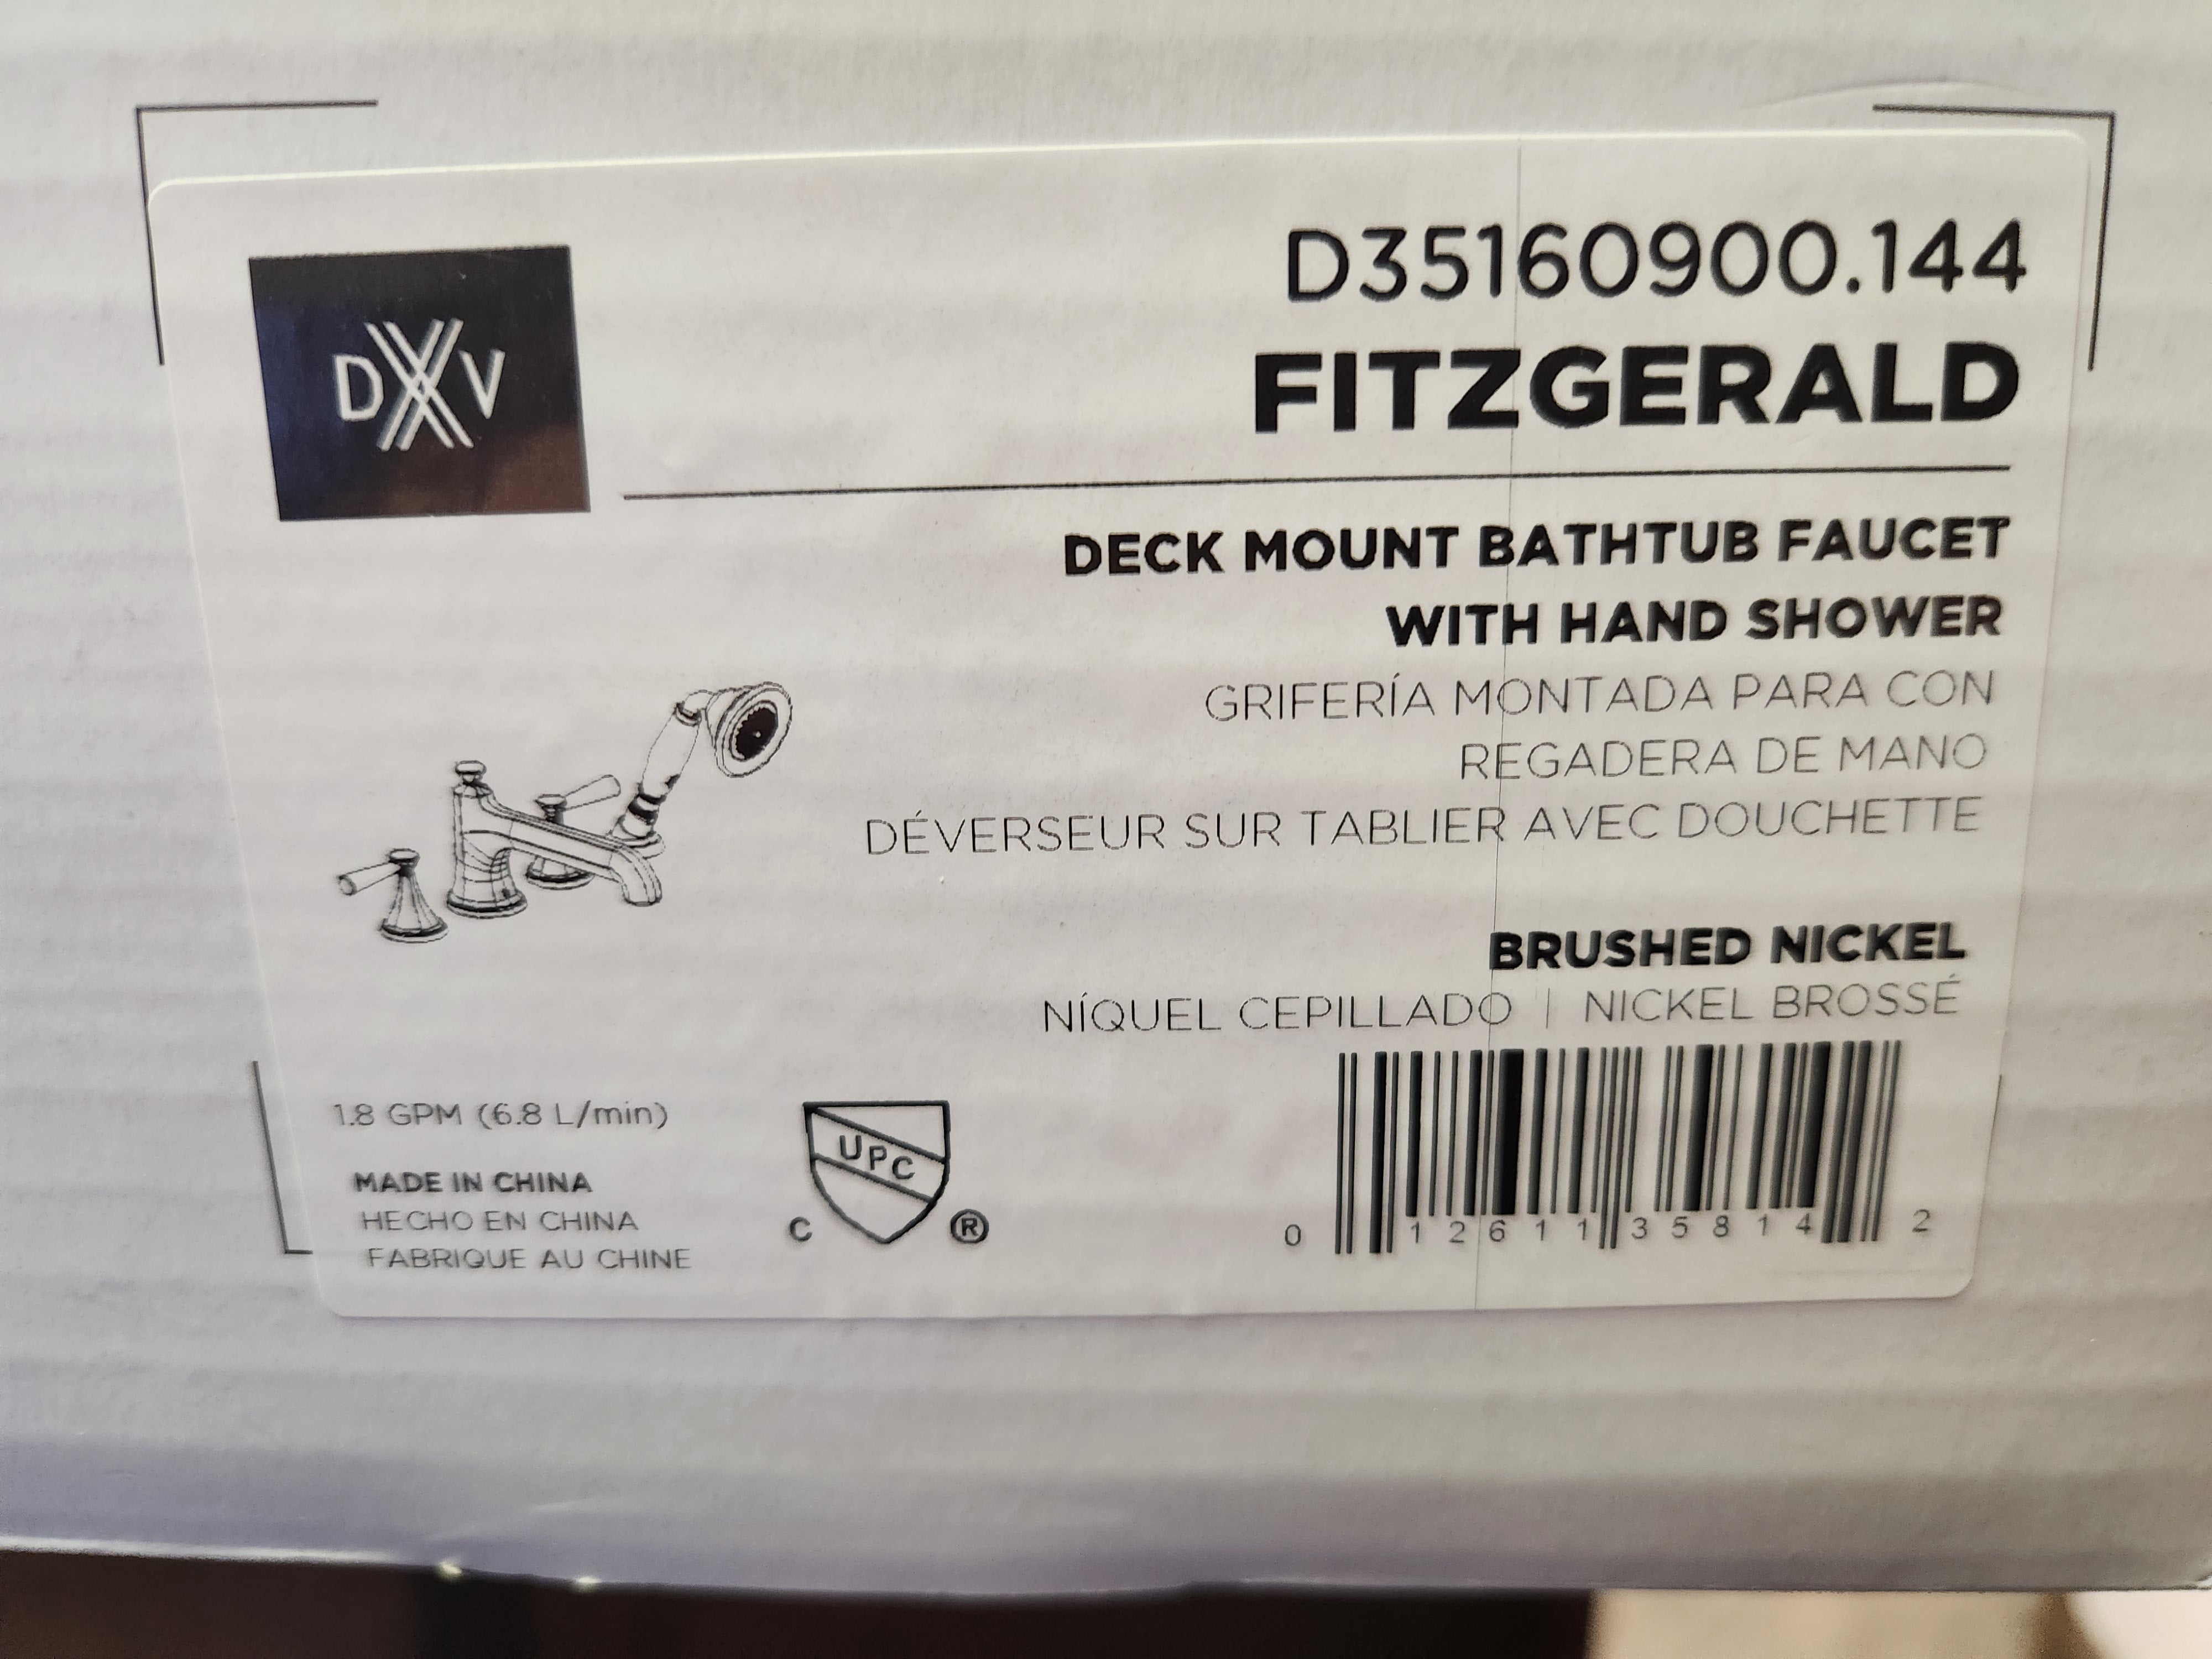 DXV
D35160900.144
FITZGERALD
DECK MOUNT BATHTUB FAUCET
WITH HAND SHOWER
GRIFERÍA MONTADA PARA CON
REGADERA DE MANO
DÉVERSEUR SUR TABLIER AVEC DOUCHETTE
BRUSHED NICKEL
NÍQUEL CEPILLADO | NICKEL BROSSÉ
1.8 GPM (6.8 L/min)
MADE IN CHINA
HECHO EN CHINA
FABRIQUE AU CHINE
UPC
C ®
0 12611 35814 2